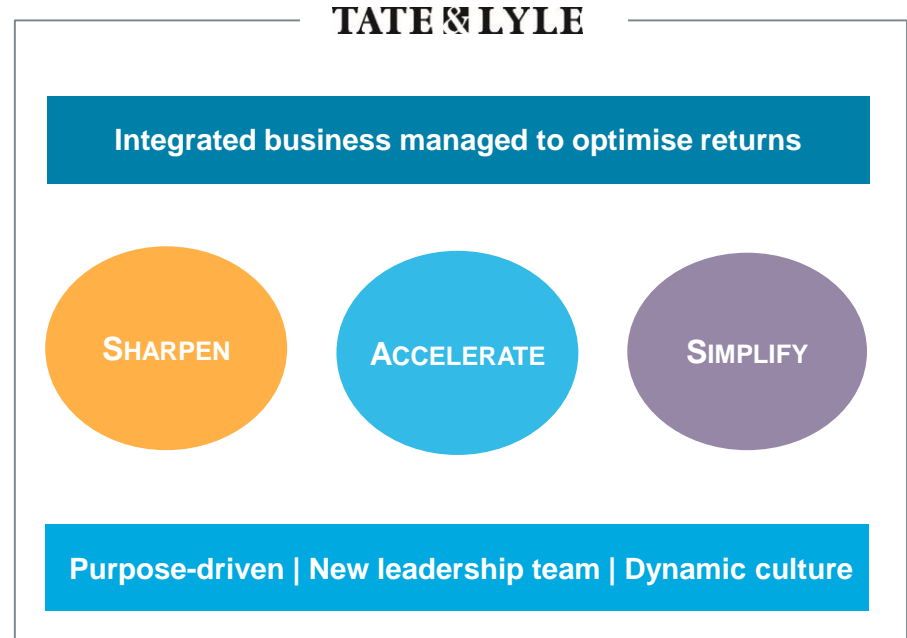 TATE & LYLE
Integrated business managed to optimise returns
SHARPEN
ACCELERATE
SIMPLIFY
Purpose-driven | New leadership team | Dynamic culture